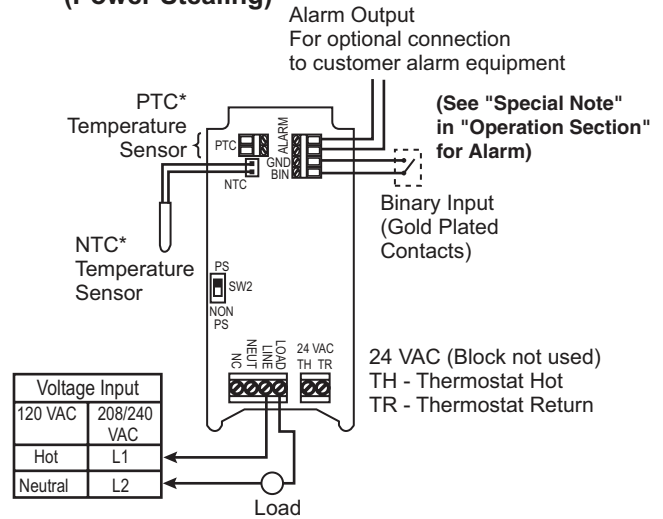 (Power Stealing)
Alarm Output
For optional connection
to customer alarm equipment
(See "Special Note"
in "Operation Section"
for Alarm)
PTC*
Temperature
Sensor {
PTC
ALARM
GND
BIN
NTC
Binary Input
(Gold Plated
Contacts)
NTC*
Temperature
Sensor
PS
SW2
NON
PS
NC
NEUT
LINE
LOAD
24 VAC
TH TR
24 VAC (Block not used)
TH - Thermostat Hot
TR - Thermostat Return
Voltage Input
120 VAC 208/240
VAC
Hot L1
Neutral L2
Load